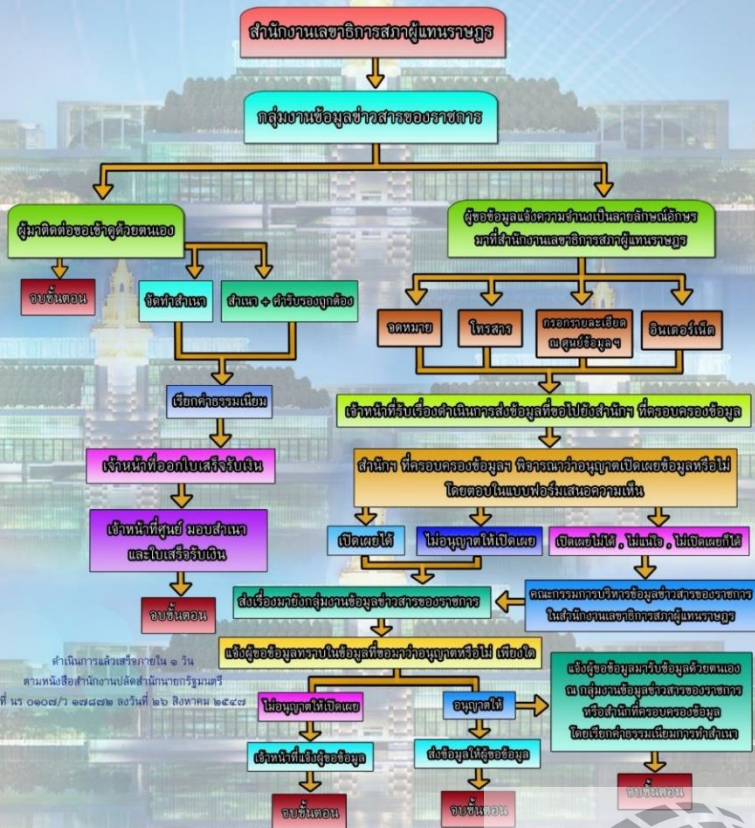 สำนักงานเลขาธิการสภาผู้แทนราษฎร
กลุ่มงานข้อมูลข่าวสารของราชการ
ผู้มาติดต่อขอเข้าดูด้วยตนเอง
ผู้ขอข้อมูลแจ้งความจำนงเป็นลายลักษณ์อักษร
มาที่สำนักงานเลขาธิการสภาผู้แทนราษฎร
จบขั้นตอน
จัดทำสำเนา
สำเนา + คำรับรองถูกต้อง
จดหมาย
โทรสาร
กรอกรายละเอียด
ณ ศูนย์ข้อมูล ฯ
อินเตอร์เน็ต
เรียกค่าธรรมเนียม
เจ้าหน้าที่รับเรื่องดำเนินการส่งข้อมูลที่ขอไปยังสำนักฯ ที่ครอบครองข้อมูล
เจ้าหน้าที่ออกใบเสร็จรับเงิน
สำนักฯ ที่ครอบครองข้อมูลฯ พิจารณาว่าอนุญาตเปิดเผยข้อมูลหรือไม่
โดยตอบในแบบฟอร์มเสนอความเห็น
เจ้าหน้าที่ศูนย์ มอบสำเนา
และใบเสร็จรับเงิน
เปิดเผยได้
ไม่อนุญาตให้เปิดเผย
เปิดเผยไม่ได้ , ไม่แน่ใจ , ไม่เปิดเผยก็ได้
จบขั้นตอน
ส่งเรื่องมายังกลุ่มงานข้อมูลข่าวสารของราชการ
คณะกรรมการบริหารข้อมูลข่าวสารของราชการ
ในสำนักงานเลขาธิการสภาผู้แทนราษฎร
แจ้งผู้ขอข้อมูลทราบในข้อมูลที่ขอมาว่าอนุญาตหรือไม่ เพียงใด
ดำเนินการแล้วเสร็จภายใน ๑ วัน
ตามหนังสือสำนักงานปลัดสำนักนายกรัฐมนตรี
ที่ นร ๐๑๐๗/ว ๑๗๘๗๒ ลงวันที่ ๒๖ สิงหาคม ๒๕๔๗
ไม่อนุญาตให้เปิดเผย
อนุญาตให้
แจ้งผู้ขอข้อมูลมารับข้อมูลด้วยตนเอง
ณ กลุ่มงานข้อมูลข่าวสารของราชการ
หรือสำนักที่ครอบครองข้อมูล
โดยเรียกค่าธรรมเนียมการทำสำเนา
เจ้าหน้าที่แจ้งผู้ขอข้อมูล
ส่งข้อมูลให้ผู้ขอข้อมูล
จบขั้นตอน
จบขั้นตอน
จบขั้นตอน